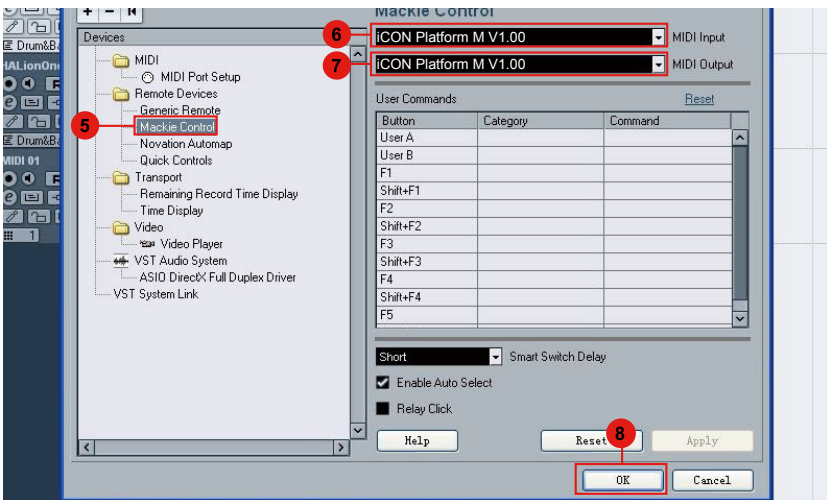 Mackie Control
Devices
MIDI
MIDI Port Setup
Remote Devices
Generic Remote
Mackie Control
Novation Automap
Quick Controls
Transport
Remaining Record Time Display
Time Display
Video
Video Player
VST Audio System
ASIO DirectX Full Duplex Driver
VST System Link
5
6
iCON Platform M V1.00
MIDI Input
7
iCON Platform M V1.00
MIDI Output
User Commands
Reset
Button Category Command
User A
User B
F1
Shift+F1
F2
Shift+F2
F3
Shift+F3
F4
Shift+F4
F5
Short
Smart Switch Delay
Enable Auto Select
Relay Click
Help
Reset
Apply
8
OK
Cancel
Drum&Ba
HALionOne
Drum&Ba
MIDI 01
1